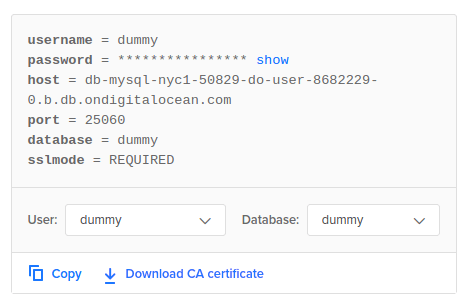 username = dummy
password = **************** show
host = db-mysql-nyc1-50829-do-user-8682229-
0.b.db.ondigitalocean.com
port = 25060
database = dummy
sslmode = REQUIRED
User: dummy Database: dummy
Copy Download CA certificate